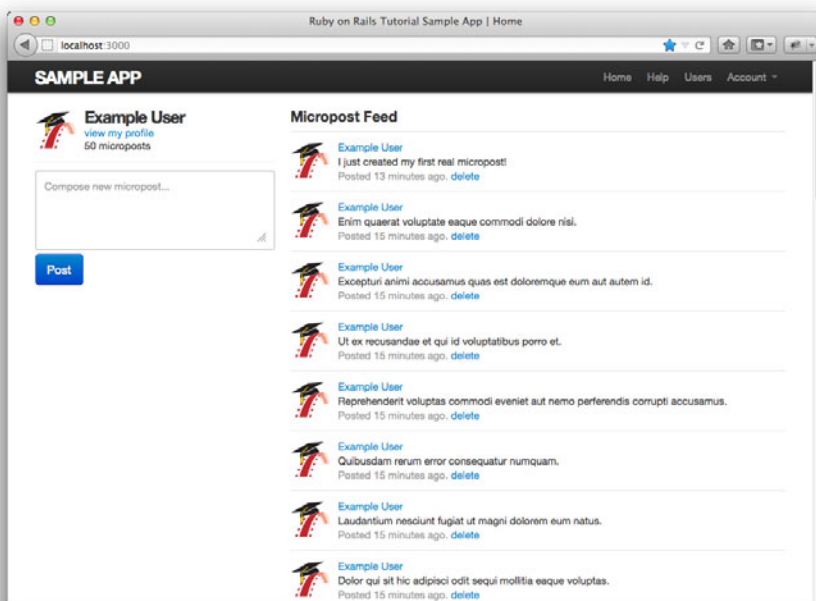 Ruby on Rails Tutorial Sample App | Home
localhost:3000
SAMPLE APP
Home Help Users Account
Example User
view my profile
50 microposts
Compose new micropost...
Post
Micropost Feed
Example User
I just created my first real micropost!
Posted 13 minutes ago. delete
Example User
Enim quaerat voluptate eaque commodi dolore nisi.
Posted 15 minutes ago. delete
Example User
Excepturi animi accusamus quas est doloremque eum aut autem id.
Posted 15 minutes ago. delete
Example User
Ut ex recusandae et qui id voluptatibus porro et.
Posted 15 minutes ago. delete
Example User
Reprehenderit voluptas commodi eveniet aut nemo perferendis corrupti accusamus.
Posted 15 minutes ago. delete
Example User
Quibusdam rerum error consequatur numquam.
Posted 15 minutes ago. delete
Example User
Laudantium nesciunt fugiat ut magni dolorem eum natus.
Posted 15 minutes ago. delete
Example User
Dolor qui sit hic adipisci odit sequi mollitia eaque voluptas.
Posted 15 minutes ago. delete